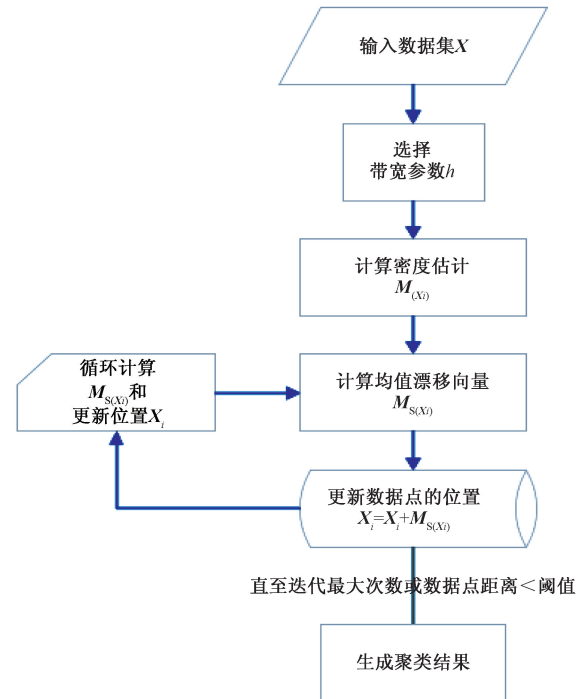 输入数据集X
选择
带宽参数h
计算密度估计
M(Xi)
循环计算
MS(Xi)和
更新位置Xi
计算均值漂移向量
MS(Xi)
更新数据点的位置
Xi=Xi+MS(Xi)
直至迭代最大次数或数据点距离<阈值
生成聚类结果